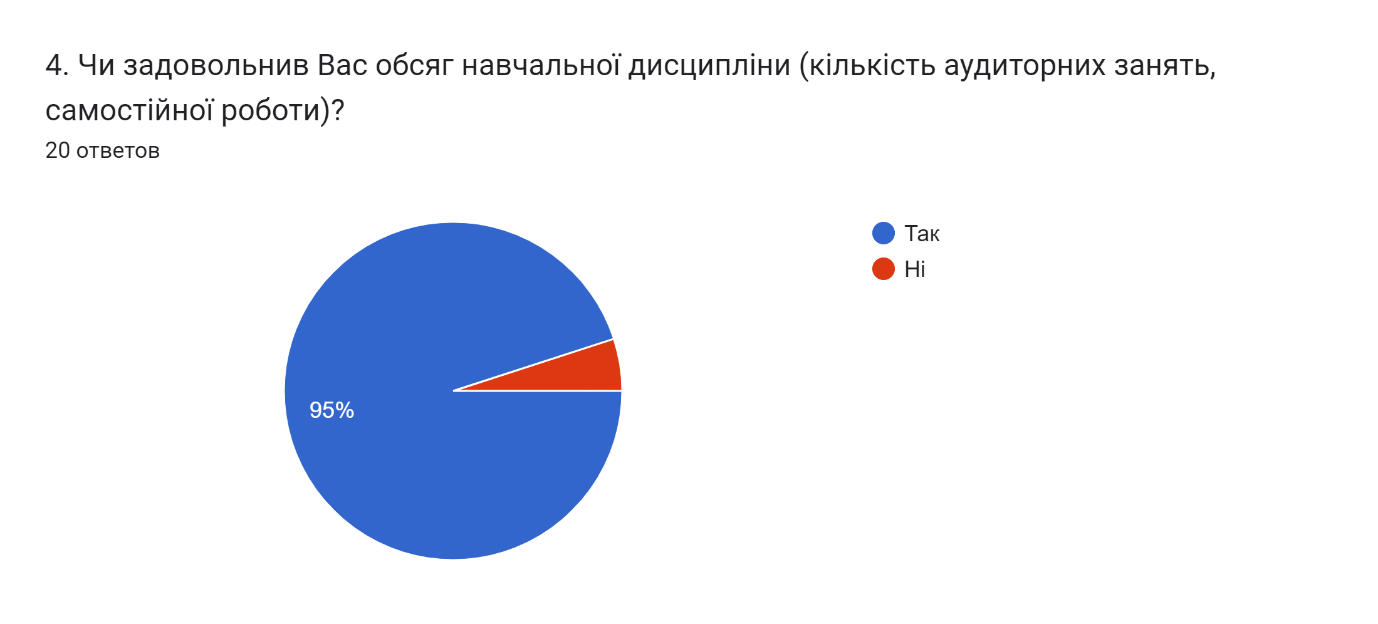 4. Чи задовольнив Вас обсяг навчальної дисципліни (кількість аудиторних занять,
самостійної роботи)?
20 ответов
Так
Ні
95%